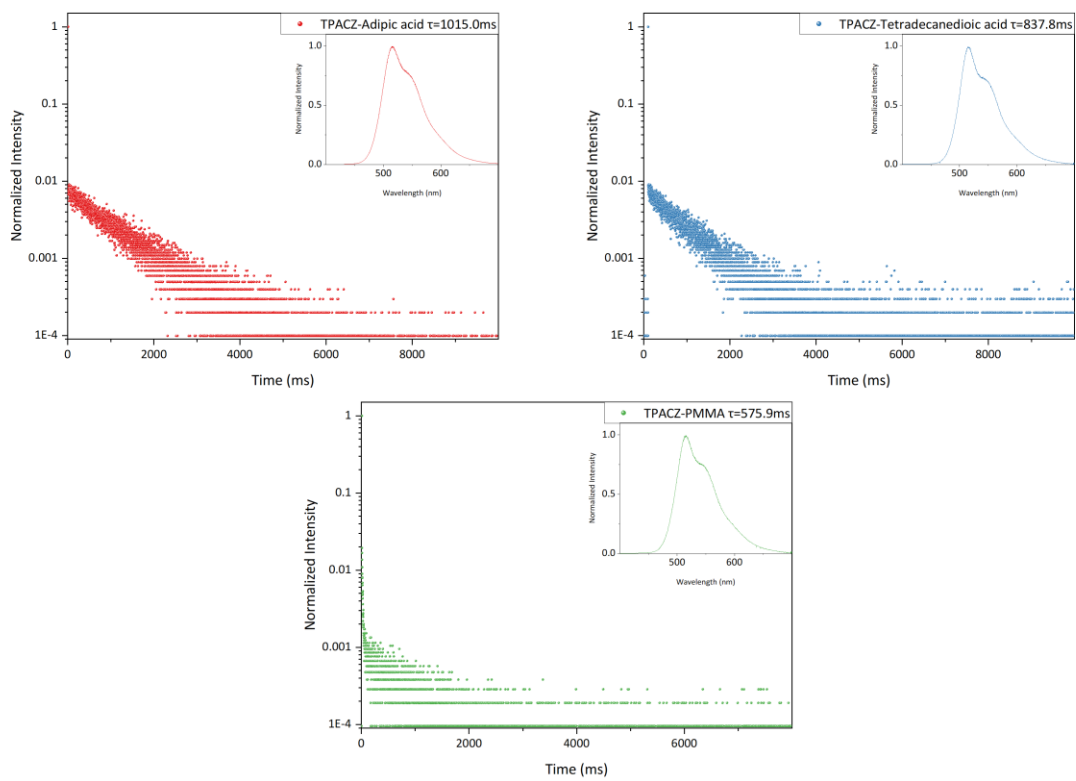 TPACZ-Adipic acid τ=1015.0ms
1
0.1
0.01
0.001
1E-4
Normalized Intensity
0
2000
4000
6000
8000
Time (ms)
1.0
0.5
0.0
Normalized Intensity
500
600
Wavelength (nm)
TPACZ-Tetradecanedioic acid τ=837.8ms
1
0.1
0.01
0.001
1E-4
Normalized Intensity
0
2000
4000
6000
8000
Time (ms)
1.0
0.5
0.0
Normalized Intensity
500
600
Wavelength (nm)
TPACZ-PMMA τ=575.9ms
1
0.1
0.01
0.001
1E-4
Normalized Intensity
0
2000
4000
6000
Time (ms)
1.0
0.5
0.0
Normalized Intensity
500
600
Wavelength (nm)